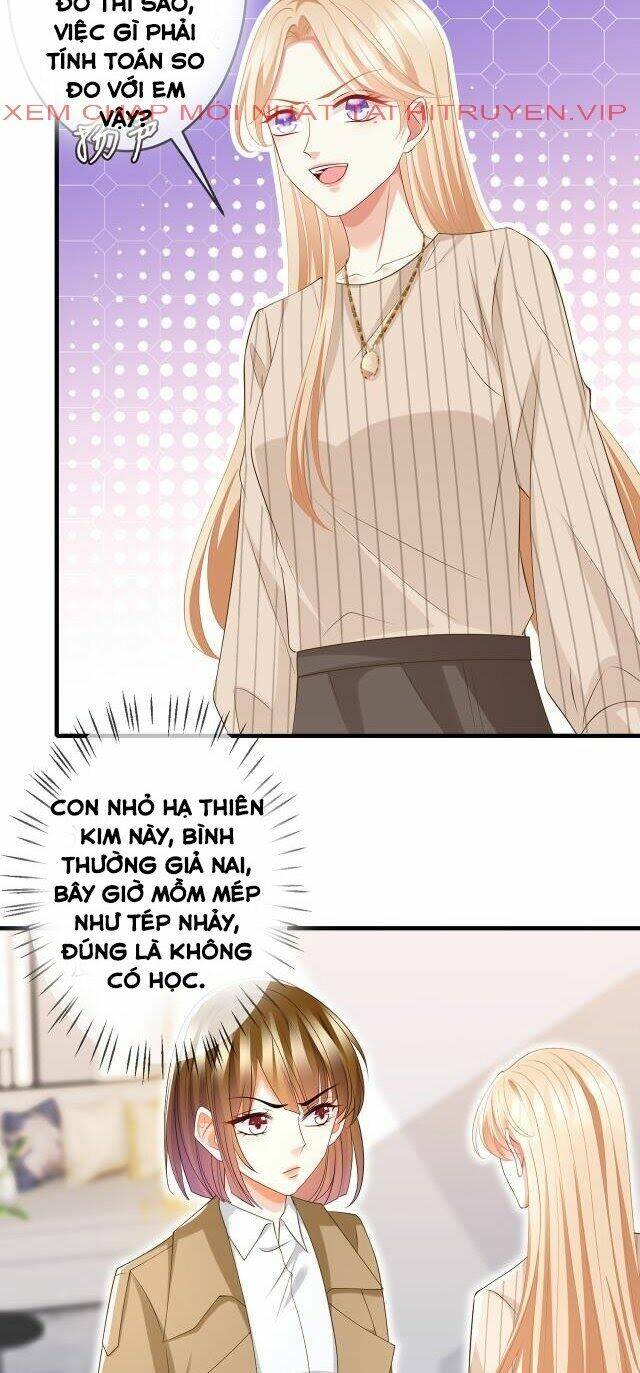 ĐÓ THÌ SAO,
VIỆC GÌ PHẢI
TÍNH TOÁN SO
ĐO VỚI EM
XEM CHAP MỚI NHẤT TẠI HITRUYEN.VIP
VẬY?
CON NHỎ HẠ THIÊN
KIM NÀY, BÌNH
THƯỜNG GIẢ NAI,
BÂY GIỜ MỒM MÉP
NHƯ TÉP NHẢY,
ĐÚNG LÀ KHÔNG
CÓ HỌC.